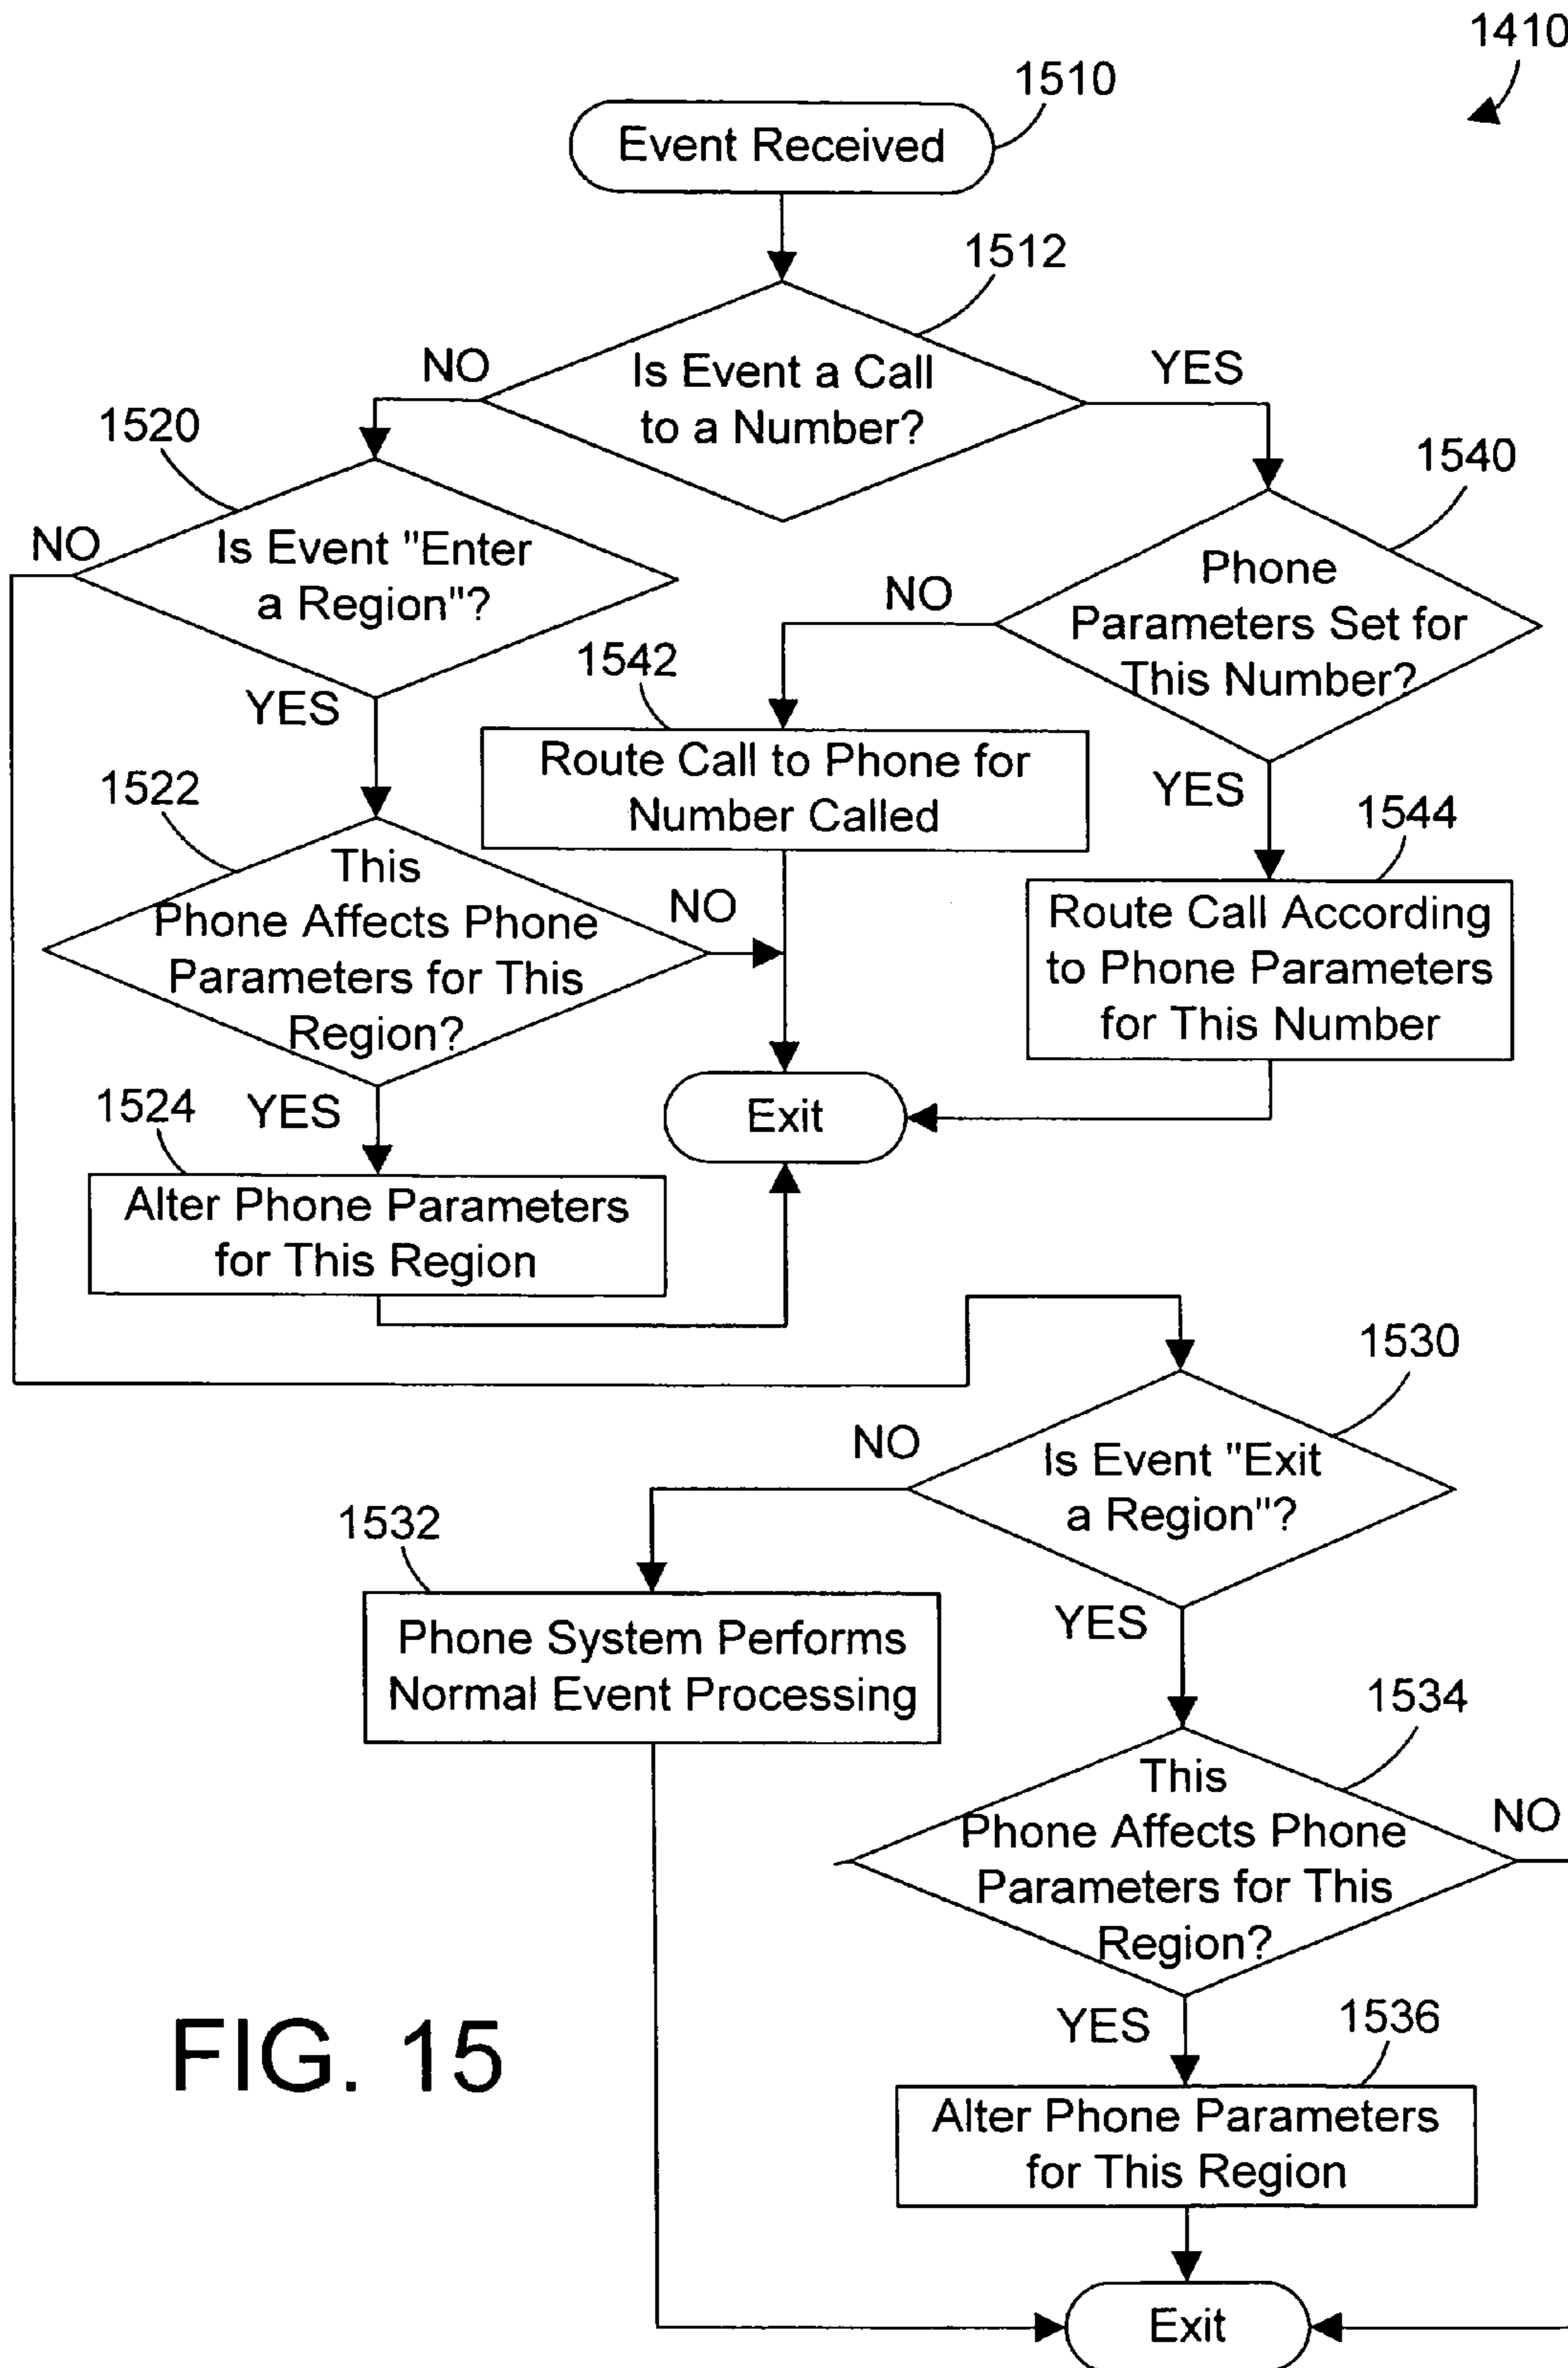 1410
1510
Event Received
1512
Is Event a Call
to a Number?
NO
YES
1520
Is Event "Enter
a Region"?
NO
YES
1540
Phone
Parameters Set for
This Number?
NO
YES
1542
Route Call to Phone for
Number Called
1522
This
Phone Affects Phone
Parameters for This
Region?
NO
YES
1544
Route Call According
to Phone Parameters
for This Number
Exit
1524
Alter Phone Parameters
for This Region
1530
Is Event "Exit
a Region"?
NO
YES
1532
Phone System Performs
Normal Event Processing
1534
This
Phone Affects Phone
Parameters for This
Region?
NO
YES
1536
Alter Phone Parameters
for This Region
Exit
FIG. 15